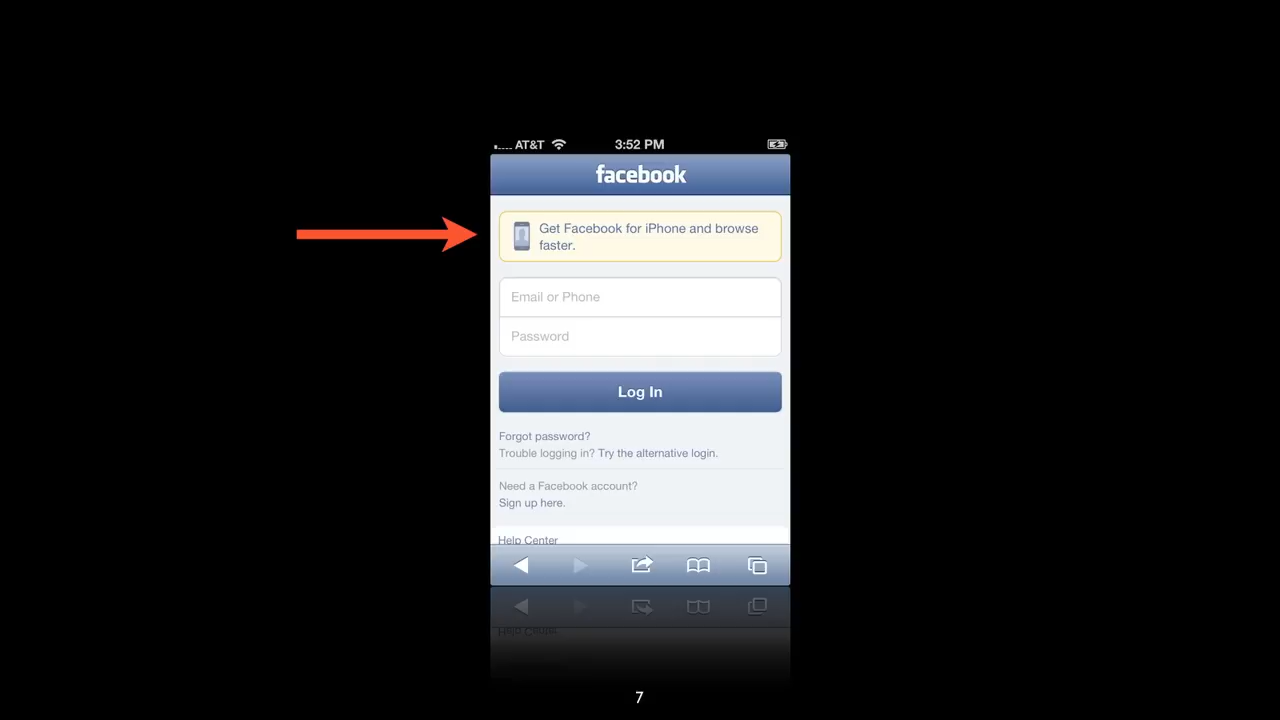 AT&T 3:52 PM
facebook
Get Facebook for iPhone and browse
faster.
Email or Phone
Password
Log In
Forgot password?
Trouble logging in? Try the alternative login.
Need a Facebook account?
Sign up here.
Help Center
7